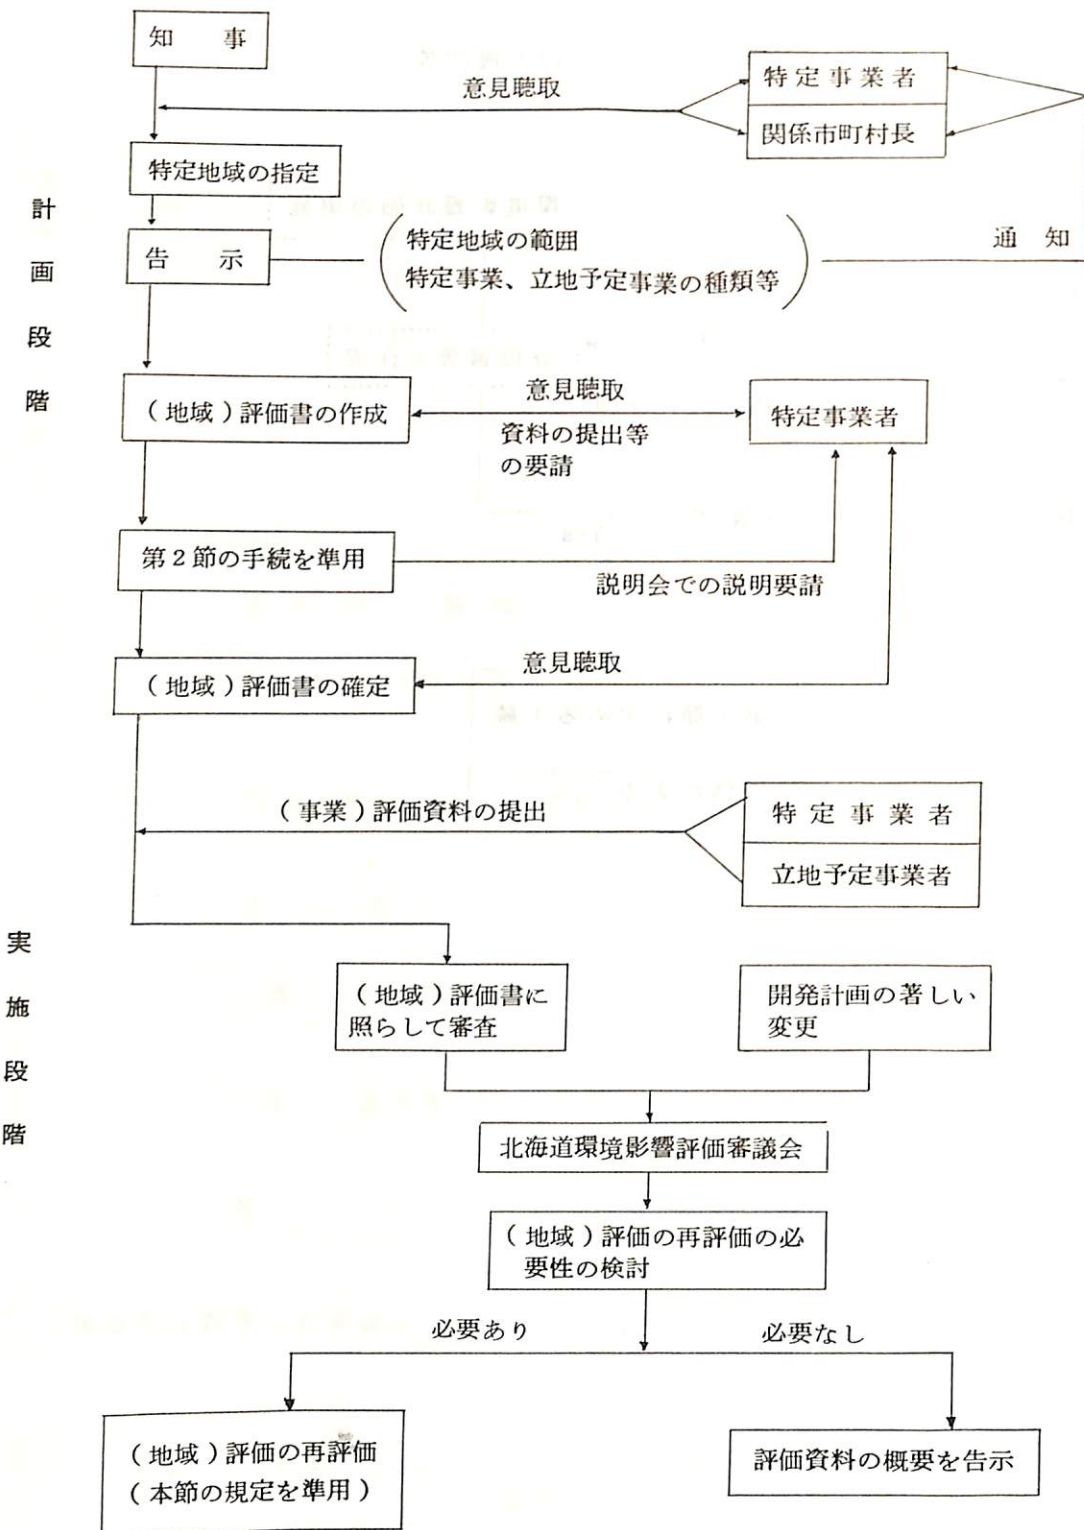 知　事
意見聴取
特定事業者
関係市町村長
特定地域の指定
計画段階
告　示
特定地域の範囲
特定事業、立地予定事業の種類等
通　知
（地域）評価書の作成
意見聴取
資料の提出等
の要請
特定事業者
第２節の手続を準用
説明会での説明要請
（地域）評価書の確定
意見聴取
（事業）評価資料の提出
特定事業者
立地予定事業者
実施段階
（地域）評価書に
照らして審査
開発計画の著しい
変更
北海道環境影響評価審議会
（地域）評価の再評価の必
要性の検討
必要あり
必要なし
（地域）評価の再評価
（本節の規定を準用）
評価資料の概要を告示